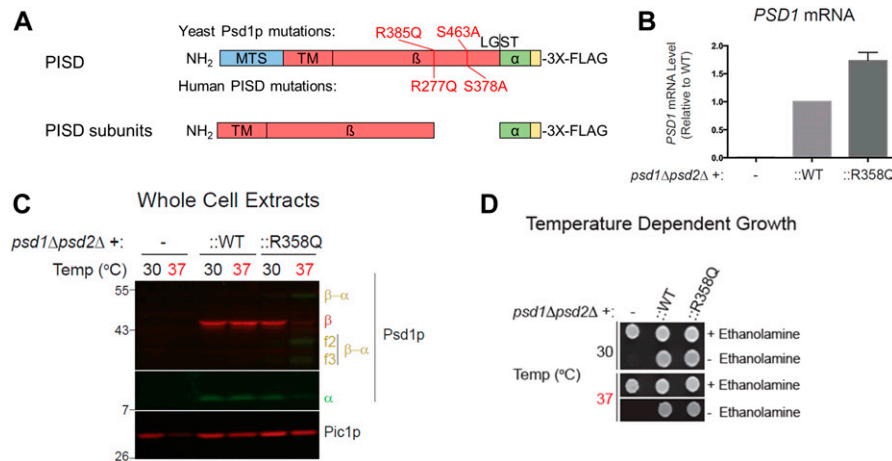 A
Yeast Psd1p mutations:
R385Q
S463A
LGST
PISD
NH2
MTS
TM
ß
α
-3X-FLAG
Human PISD mutations:
R277Q
S378A
PISD subunits
NH2
TM
ß
α
-3X-FLAG
B
PSD1 mRNA
PSD1 mRNA Level
(Relative to WT)
2.0
1.5
1.0
0.5
0.0
psd1Δpsd2Δ +:
-
::WT
::R358Q
C
Whole Cell Extracts
psd1Δpsd2Δ +:
-
::WT
::R358Q
Temp (ºC)
30 37 30 37 30 37
55
43
7
26
β-α
β
f2
f3
β-α
α
Psd1p
Pic1p
D
Temperature Dependent Growth
psd1Δpsd2Δ +:
-
::WT
::R358Q
Temp (ºC)
30
+ Ethanolamine
- Ethanolamine
37
+ Ethanolamine
- Ethanolamine